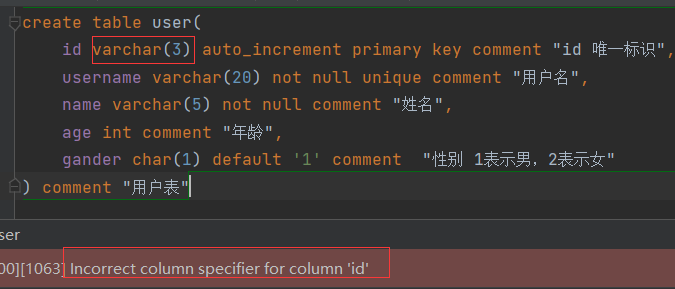 create table user(
id varchar(3) auto_increment primary key comment "id 唯一标识",
username varchar(20) not null unique comment "用户名",
name varchar(5) not null comment "姓名",
age int comment "年龄",
gander char(1) default '1' comment "性别 1表示男，2表示女"
) comment "用户表"
ser
00][1063] Incorrect column specifier for column 'id'